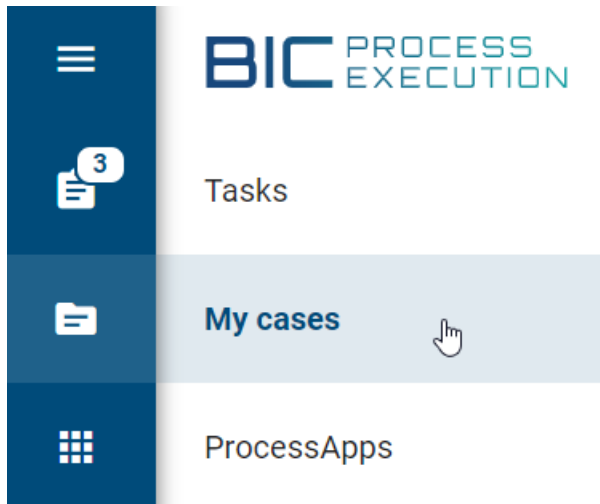 BIC PROCESS
EXECUTION
3
Tasks
My cases
ProcessApps